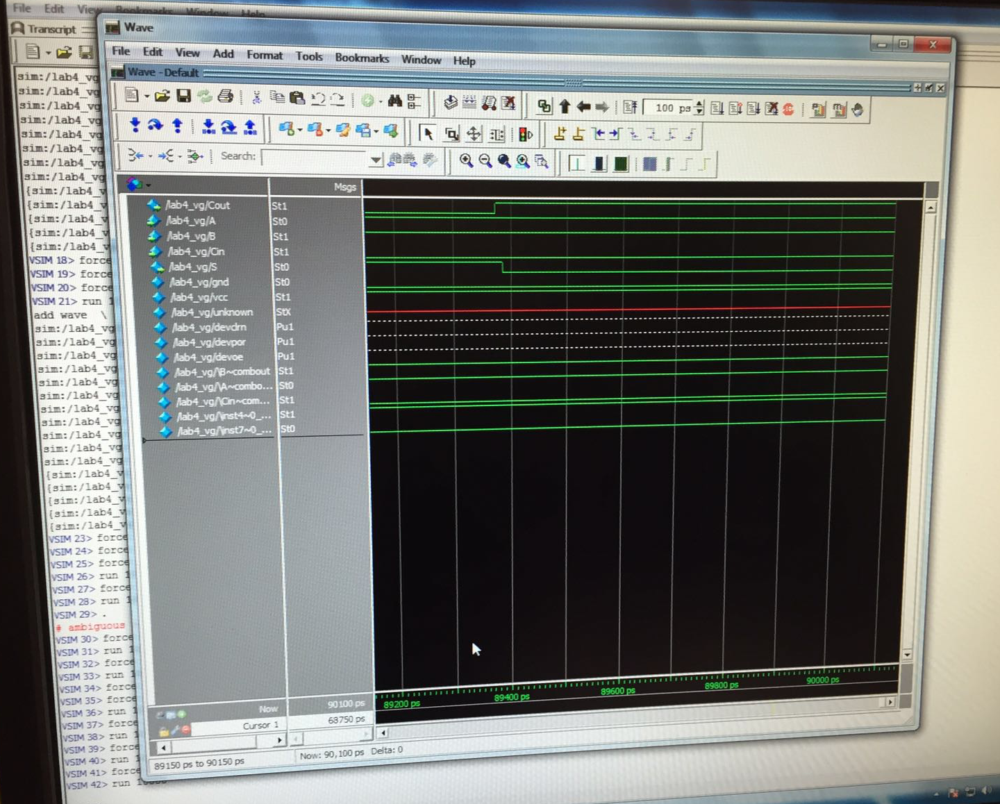 File Edit View Bookmarks Window Help
Transcript
sim:/lab4_vg
sim:/lab4_vg
sim:/lab4_vg
sim:/lab4_vg
sim:/lab4_vg
sim:/lab4_vg
sim:/lab4_vg
sim:/lab4_vg
{sim:/lab4_v
{sim:/lab4_v
{sim:/lab4_v
{sim:/lab4_v
{sim:/lab4_v
VSIM 18> force
VSIM 19> force
VSIM 20> force
VSIM 21> run 1
add wave \
sim:/lab4_vg
sim:/lab4_vg
sim:/lab4_vg
sim:/lab4_vg
sim:/lab4_vg
sim:/lab4_vg
sim:/lab4_vg
sim:/lab4_vg
sim:/lab4_vg
sim:/lab4_vg
sim:/lab4_vg
{sim:/lab4_v
{sim:/lab4_v
{sim:/lab4_v
{sim:/lab4_v
{sim:/lab4_v
VSIM 23> force
VSIM 24> force
VSIM 25> force
VSIM 26> run 1
VSIM 27> force
VSIM 28> run 1
VSIM 29> .
# ambiguous
VSIM 30> force
VSIM 31> run 1
VSIM 32> force
VSIM 33> run 1
VSIM 34> force
VSIM 35> force
VSIM 36> run 1
VSIM 37> force
VSIM 38> run 1
VSIM 39> force
VSIM 40> run 1
VSIM 41> force
VSIM 42> run
Wave
File Edit View Add Format Tools Bookmarks Window Help
Wave - Default
100 ps
Search:
Msgs
/lab4_vg/Cout St1
/lab4_vg/A St0
/lab4_vg/B St1
/lab4_vg/Cin St1
/lab4_vg/S St0
/lab4_vg/gnd St0
/lab4_vg/vcc St1
/lab4_vg/unknown StX
/lab4_vg/devclrn Pu1
/lab4_vg/devpor Pu1
/lab4_vg/devoe Pu1
/lab4_vg/\B~combout St1
/lab4_vg/\A~combo... St0
/lab4_vg/\Cin~com... St1
/lab4_vg/\inst4~0_... St1
/lab4_vg/\inst7~0_... St0
89200 ps 89400 ps 89600 ps 89800 ps 90000 ps
Now 90100 ps
Cursor 1 68750 ps
89150 ps to 90150 ps Now: 90,100 ps Delta: 0